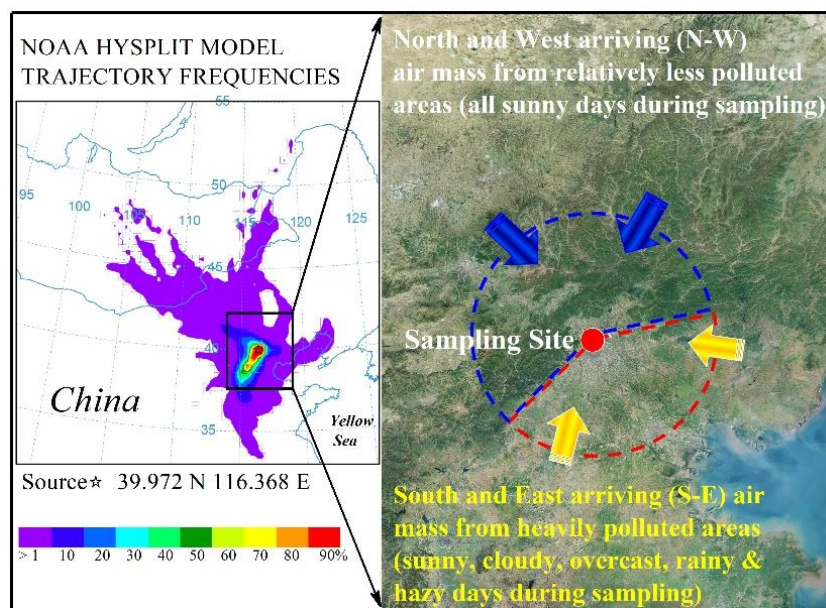 NOAA HYSPLIT MODEL
TRAJECTORY FREQUENCIES
55
95
100
105
110
115
120
125
50
45
40
35
China
Yellow
Sea
Source☆ 39.972 N 116.368 E
> 1 10 20 30 40 50 60 70 80 90%
North and West arriving (N-W)
air mass from relatively less polluted
areas (all sunny days during sampling)
Sampling Site
South and East arriving (S-E) air
mass from heavily polluted areas
(sunny, cloudy, overcast, rainy &
hazy days during sampling)